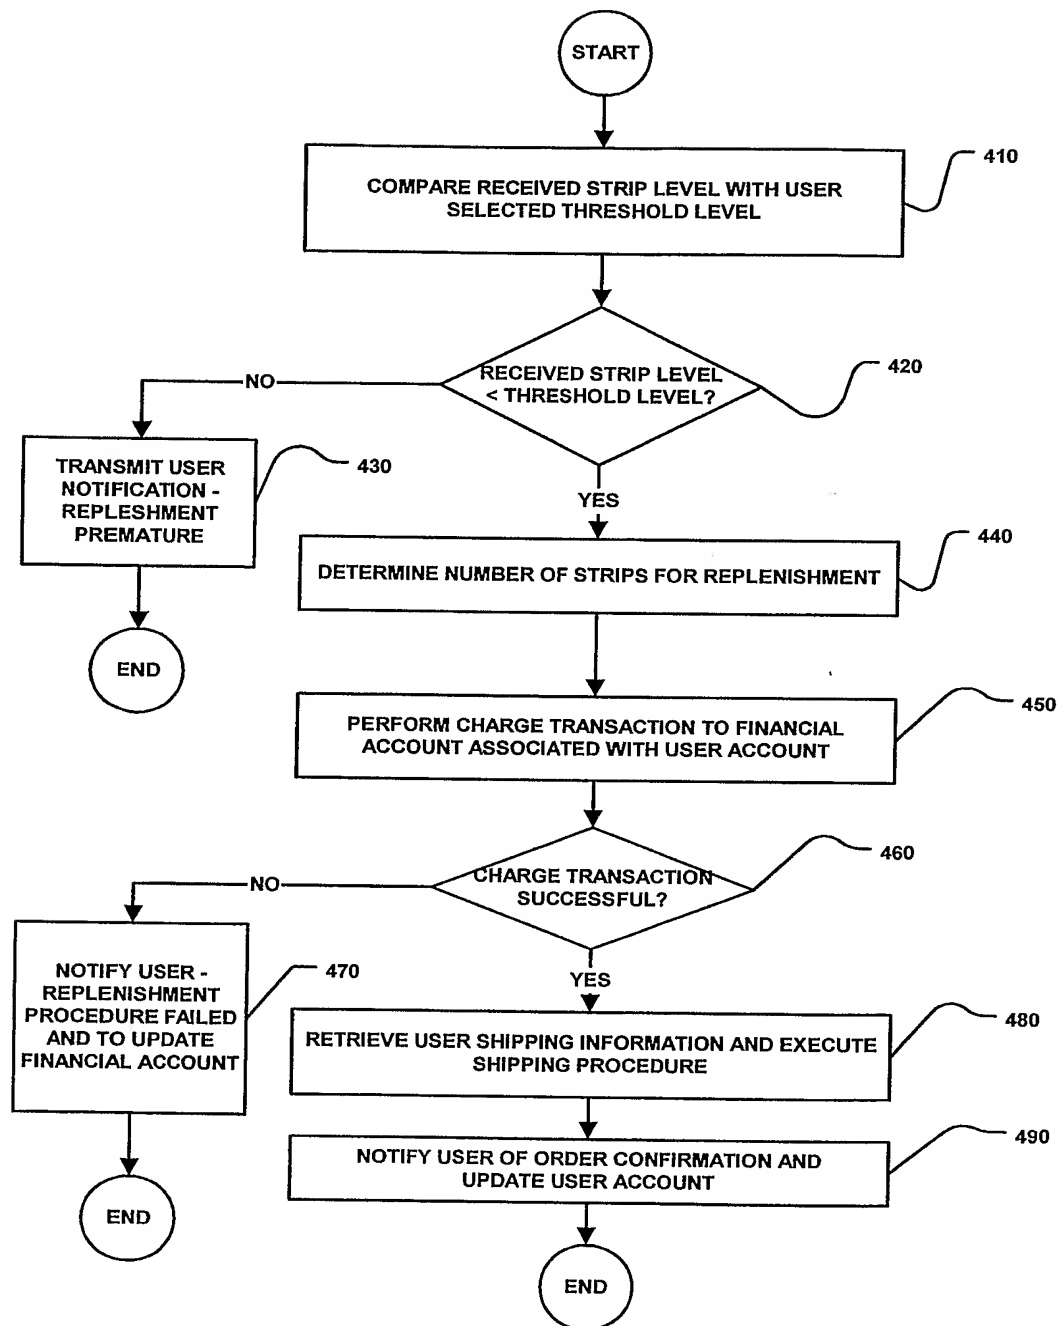 START
COMPARE RECEIVED STRIP LEVEL WITH USER
SELECTED THRESHOLD LEVEL
410
RECEIVED STRIP LEVEL
< THRESHOLD LEVEL?
420
NO
TRANSMIT USER
NOTIFICATION -
REPLESHMENT
PREMATURE
430
YES
DETERMINE NUMBER OF STRIPS FOR REPLENISHMENT
440
END
PERFORM CHARGE TRANSACTION TO FINANCIAL
ACCOUNT ASSOCIATED WITH USER ACCOUNT
450
CHARGE TRANSACTION
SUCCESSFUL?
460
NO
NOTIFY USER -
REPLENISHMENT
PROCEDURE FAILED
AND TO UPDATE
FINANCIAL ACCOUNT
470
YES
RETRIEVE USER SHIPPING INFORMATION AND EXECUTE
SHIPPING PROCEDURE
480
NOTIFY USER OF ORDER CONFIRMATION AND
UPDATE USER ACCOUNT
490
END
END